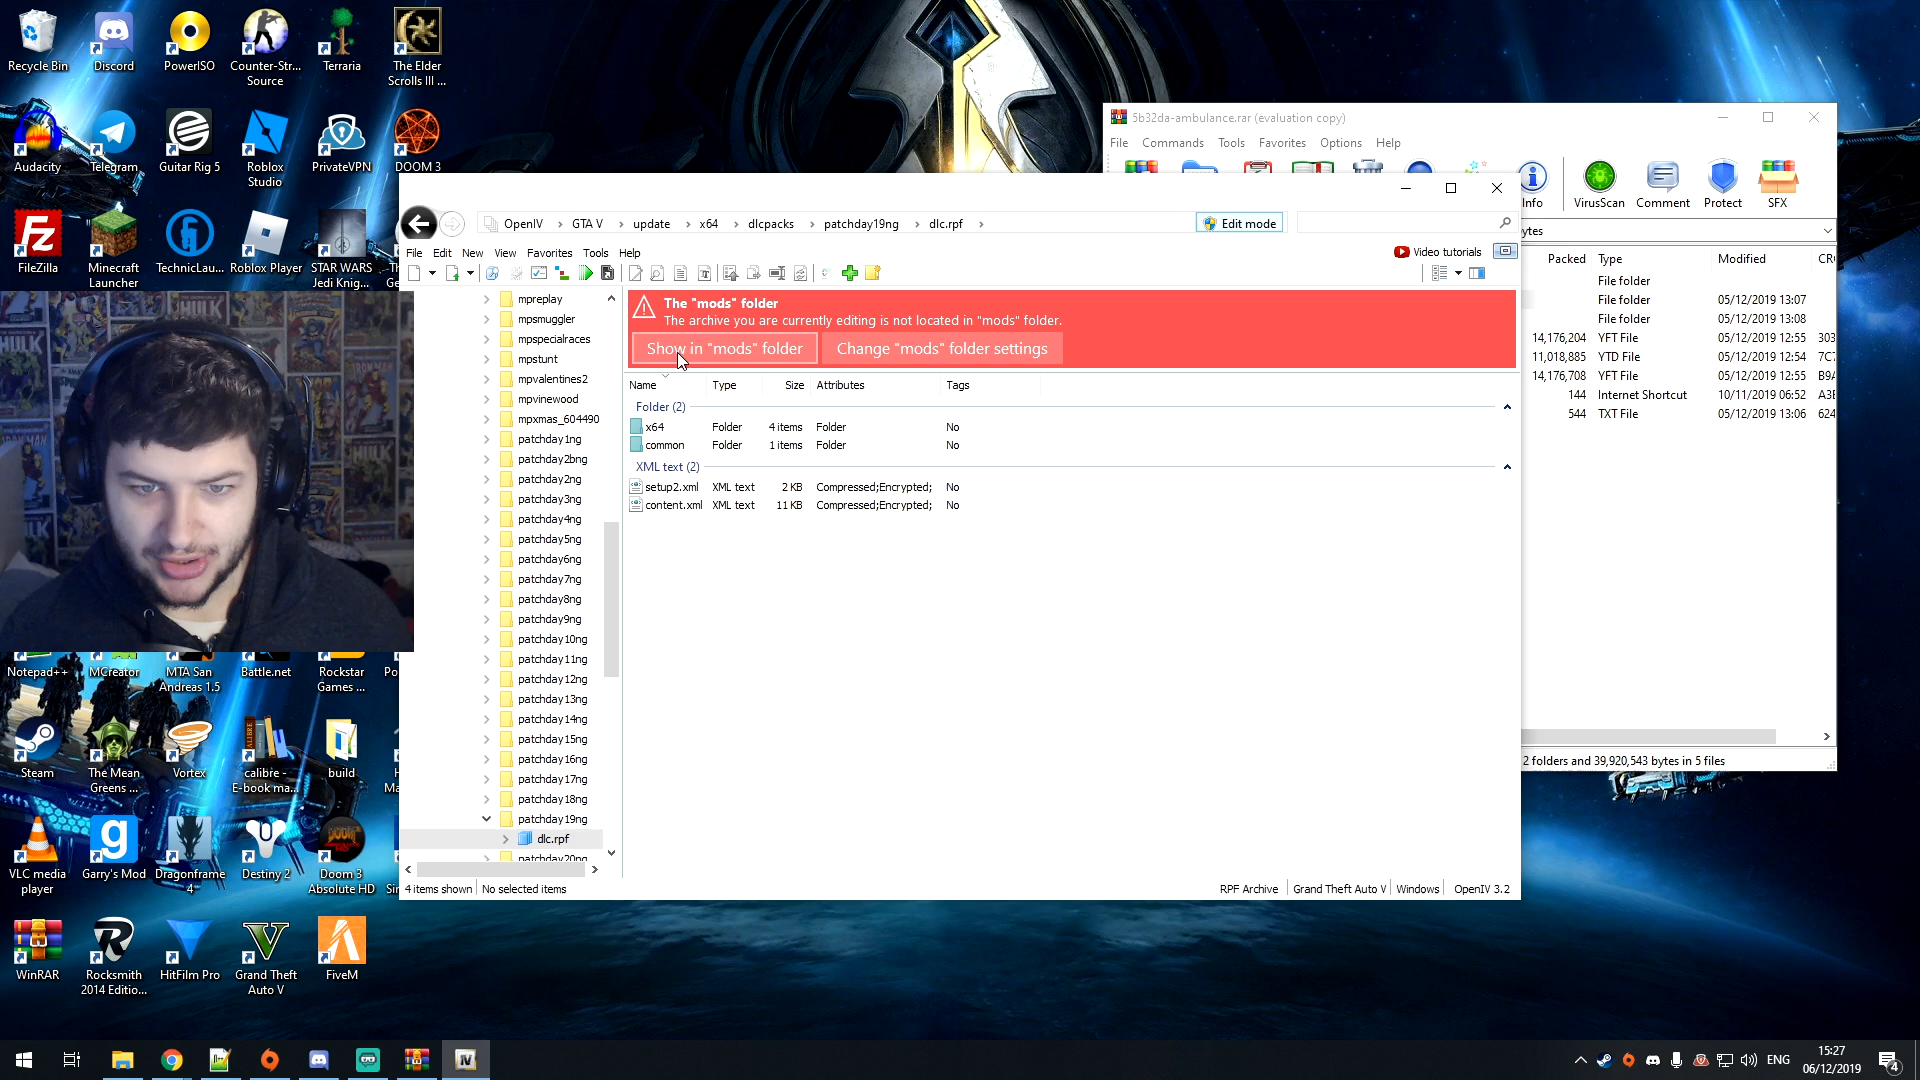 Recycle Bin
Discord
PowerISO
Counter-Str...
Source
Terraria
The Elder
Scrolls III ...
Audacity
Telegram
Guitar Rig 5
Roblox
Studio
PrivateVPN
DOOM 3
FileZilla
Minecraft
Launcher
TechnicLau...
Roblox Player
STAR WARS
Jedi Knig...
Notepad++
MCreator
MTA San
Andreas 1.5
Battle.net
Rockstar
Games ...
Steam
The Mean
Greens ...
Vortex
calibre -
E-book ma...
build
VLC media
player
Garry's Mod
Dragonframe
4
Destiny 2
Doom 3
Absolute HD
WinRAR
Rocksmith
2014 Editio...
HitFilm Pro
Grand Theft
Auto V
FiveM
5b32da-ambulance.rar (evaluation copy)
File Commands Tools Favorites Options Help
Info VirusScan Comment Protect SFX
ytes
Packed Type Modified CR
File folder
File folder 05/12/2019 13:07
File folder 05/12/2019 13:08
14,176,204 YFT File 05/12/2019 12:55 303
11,018,885 YTD File 05/12/2019 12:54 7C
14,176,708 YFT File 05/12/2019 12:55 B9
144 Internet Shortcut 10/11/2019 06:52 A3
544 TXT File 05/12/2019 13:06 624
2 folders and 39,920,543 bytes in 5 files
OpenIV GTA V update x64 dlcpacks patchday19ng dlc.rpf
Edit mode
File Edit New View Favorites Tools Help
Video tutorials
mpreplay
mpsmuggler
mpspecialraces
mpstunt
mpvalentines2
mpvinewood
mpxmas_604490
patchday1ng
patchday2bng
patchday2ng
patchday3ng
patchday4ng
patchday5ng
patchday6ng
patchday7ng
patchday8ng
patchday9ng
patchday10ng
patchday11ng
patchday12ng
patchday13ng
patchday14ng
patchday15ng
patchday16ng
patchday17ng
patchday18ng
patchday19ng
dlc.rpf
patchday20ng
The "mods" folder
The archive you are currently editing is not located in "mods" folder.
Show in "mods" folder
Change "mods" folder settings
Name Type Size Attributes Tags
Folder (2)
x64 Folder 4 items Folder No
common Folder 1 items Folder No
XML text (2)
setup2.xml XML text 2 KB Compressed;Encrypted; No
content.xml XML text 11 KB Compressed;Encrypted; No
4 items shown No selected items
RPF Archive Grand Theft Auto V Windows OpenIV 3.2
ENG
15:27
06/12/2019
4